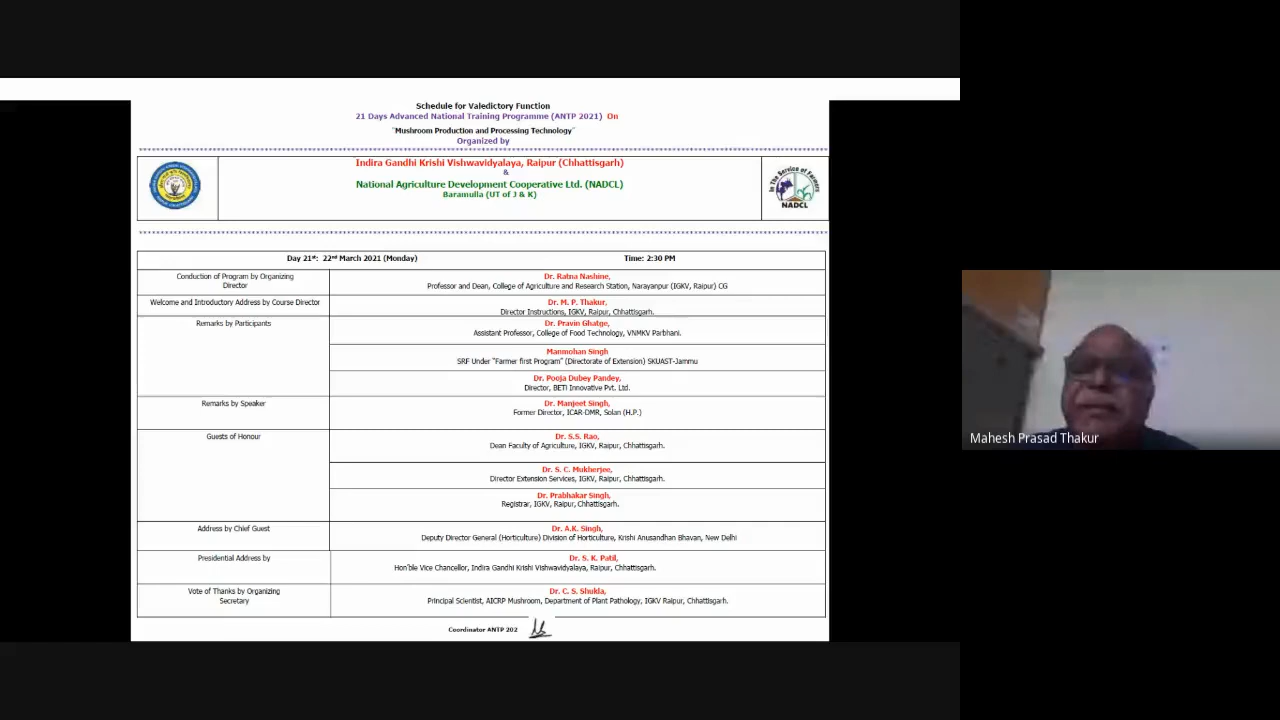 Schedule for Valedictory Function
21 Days Advanced National Training Programme (ANTP 2021) On
"Mushroom Production and Processing Technology"
Organized by
Indira Gandhi Krishi Vishwavidyalaya, Raipur (Chhattisgarh)
&
National Agriculture Development Cooperative Ltd. (NADCL)
Baramulla (UT of J & K)
In The Service of Farmers
NADCL
Day 21st: 22nd March 2021 (Monday) Time: 2:30 PM
Conduction of Program by Organizing
Director
Dr. Ratna Nashine,
Professor and Dean, College of Agriculture and Research Station, Narayanpur (IGKV, Raipur) CG
Welcome and Introductory Address by Course Director
Dr. M. P. Thakur,
Director Instructions, IGKV, Raipur, Chhattisgarh.
Remarks by Participants
Dr. Pravin Ghatge,
Assistant Professor, College of Food Technology, VNMKV Parbhani.
Manmohan Singh
SRF Under "Farmer first Program" (Directorate of Extension) SKUAST-Jammu
Dr. Pooja Dubey Pandey,
Director, BETi Innovative Pvt. Ltd.
Remarks by Speaker
Dr. Manjeet Singh,
Former Director, ICAR-DMR, Solan (H.P.)
Guests of Honour
Dr. S.S. Rao,
Dean Faculty of Agriculture, IGKV, Raipur, Chhattisgarh.
Dr. S. C. Mukherjee,
Director Extension Services, IGKV, Raipur, Chhattisgarh.
Dr. Prabhakar Singh,
Registrar, IGKV, Raipur, Chhattisgarh.
Address by Chief Guest
Dr. A.K. Singh,
Deputy Director General (Horticulture) Division of Horticulture, Krishi Anusandhan Bhavan, New Delhi
Presidential Address by
Dr. S. K. Patil,
Hon'ble Vice Chancellor, Indira Gandhi Krishi Vishwavidyalaya, Raipur, Chhattisgarh.
Vote of Thanks by Organizing
Secretary
Dr. C. S. Shukla,
Principal Scientist, AICRP Mushroom, Department of Plant Pathology, IGKV Raipur, Chhattisgarh.
Coordinator ANTP 202
Mahesh Prasad Thakur